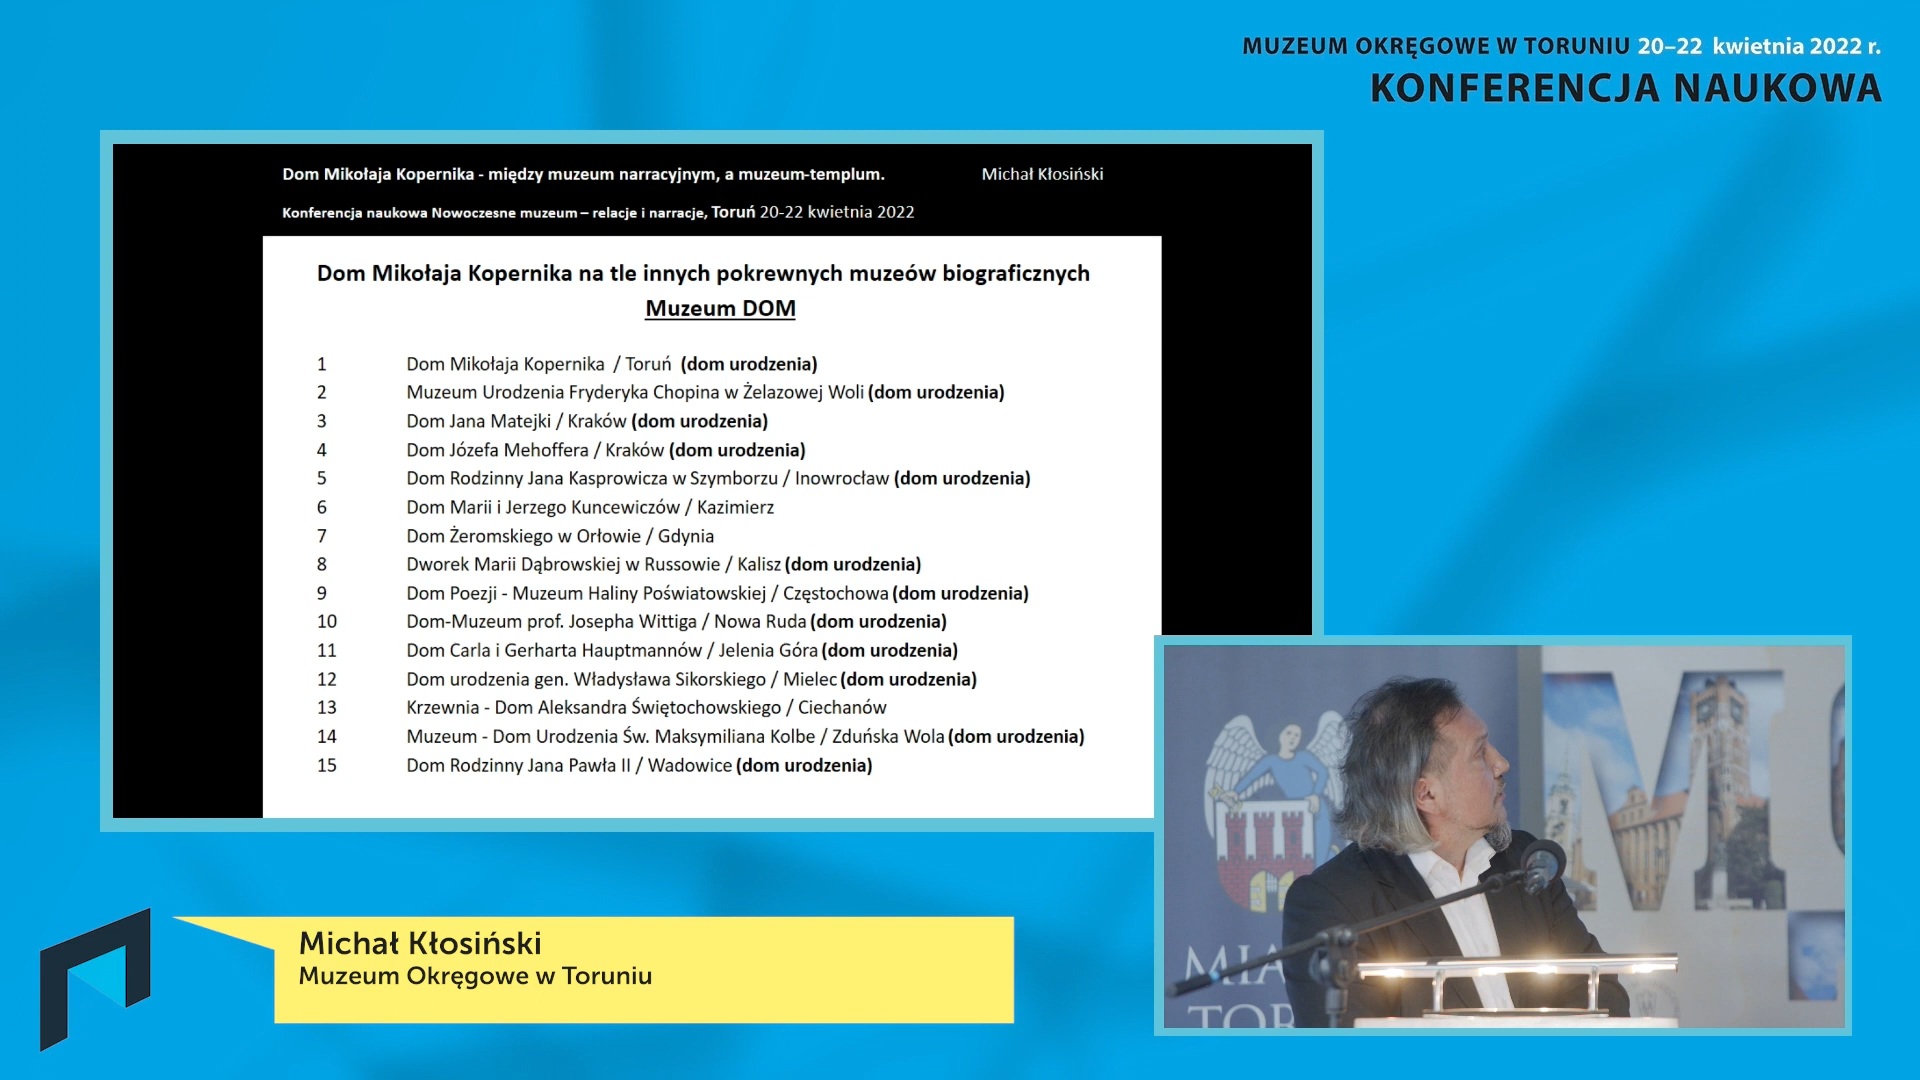 MUZEUM OKRĘGOWE W TORUNIU 20–22 kwietnia 2022 r.
KONFERENCJA NAUKOWA
Dom Mikołaja Kopernika - między muzeum narracyjnym, a muzeum-templum. Michał Kłosiński
Konferencja naukowa Nowoczesne muzeum – relacje i narracje, Toruń 20-22 kwietnia 2022
Dom Mikołaja Kopernika na tle innych pokrewnych muzeów biograficznych
Muzeum DOM
1 Dom Mikołaja Kopernika / Toruń (dom urodzenia)
2 Muzeum Urodzenia Fryderyka Chopina w Żelazowej Woli (dom urodzenia)
3 Dom Jana Matejki / Kraków (dom urodzenia)
4 Dom Józefa Mehoffera / Kraków (dom urodzenia)
5 Dom Rodzinny Jana Kasprowicza w Szymborzu / Inowrocław (dom urodzenia)
6 Dom Marii i Jerzego Kuncewiczów / Kazimierz
7 Dom Żeromskiego w Orłowie / Gdynia
8 Dworek Marii Dąbrowskiej w Russowie / Kalisz (dom urodzenia)
9 Dom Poezji - Muzeum Haliny Poświatowskiej / Częstochowa (dom urodzenia)
10 Dom-Muzeum prof. Josepha Wittiga / Nowa Ruda (dom urodzenia)
11 Dom Carla i Gerharta Hauptmannów / Jelenia Góra (dom urodzenia)
12 Dom urodzenia gen. Władysława Sikorskiego / Mielec (dom urodzenia)
13 Krzewnia - Dom Aleksandra Świętochowskiego / Ciechanów
14 Muzeum - Dom Urodzenia Św. Maksymiliana Kolbe / Zduńska Wola (dom urodzenia)
15 Dom Rodzinny Jana Pawła II / Wadowice (dom urodzenia)
M
MIA
TOR
Michał Kłosiński
Muzeum Okręgowe w Toruniu